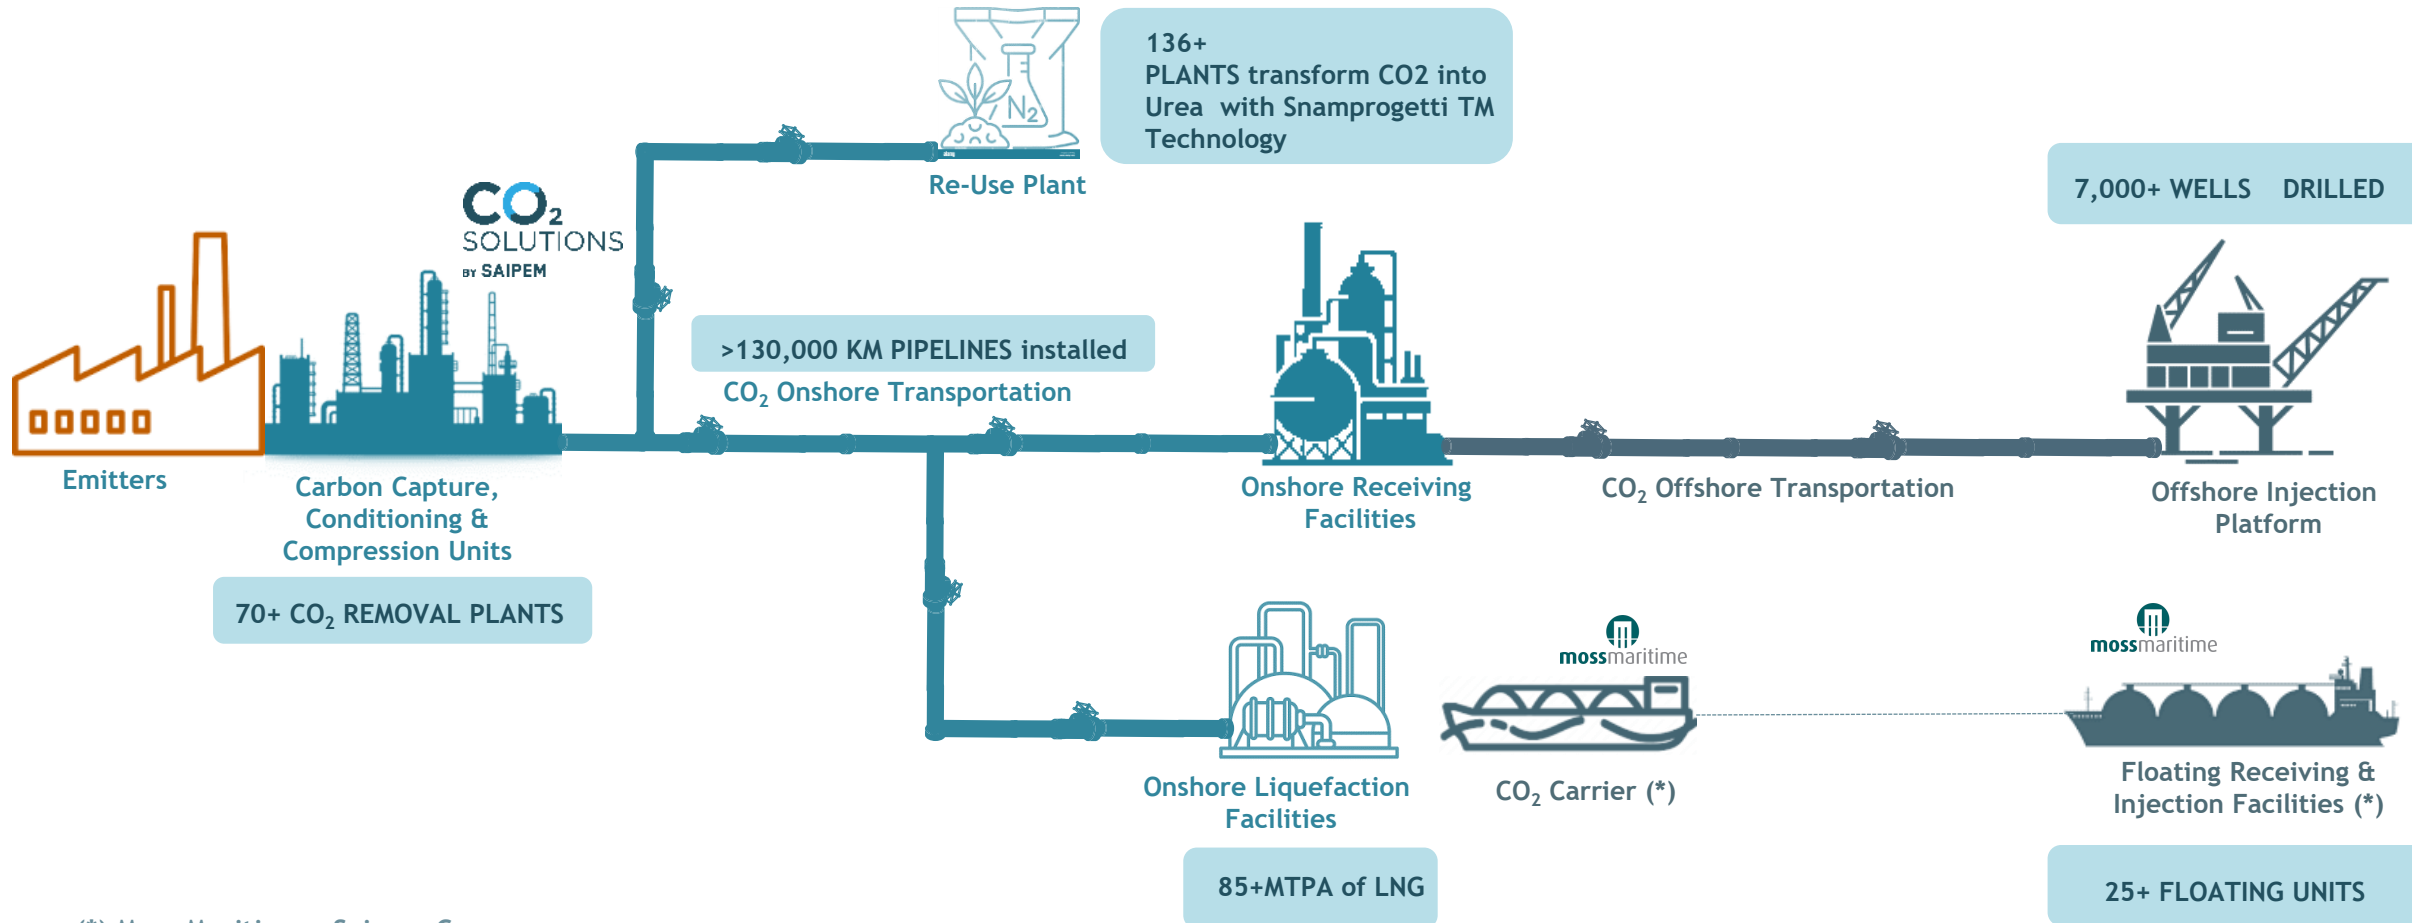 136+
PLANTS transform CO2 into
Urea with Snamprogetti TM
Technology
N2
Re-Use Plant
7,000+ WELLS DRILLED
CO2
SOLUTIONS
BY SAIPEM
>130,000 KM PIPELINES installed
CO2 Onshore Transportation
Emitters
Carbon Capture,
Conditioning &
Compression Units
70+ CO2 REMOVAL PLANTS
Onshore Receiving
Facilities
CO2 Offshore Transportation
Offshore Injection
Platform
mossmaritime
mossmaritime
Onshore Liquefaction
Facilities
CO2 Carrier (*)
Floating Receiving &
Injection Facilities (*)
85+MTPA of LNG
25+ FLOATING UNITS